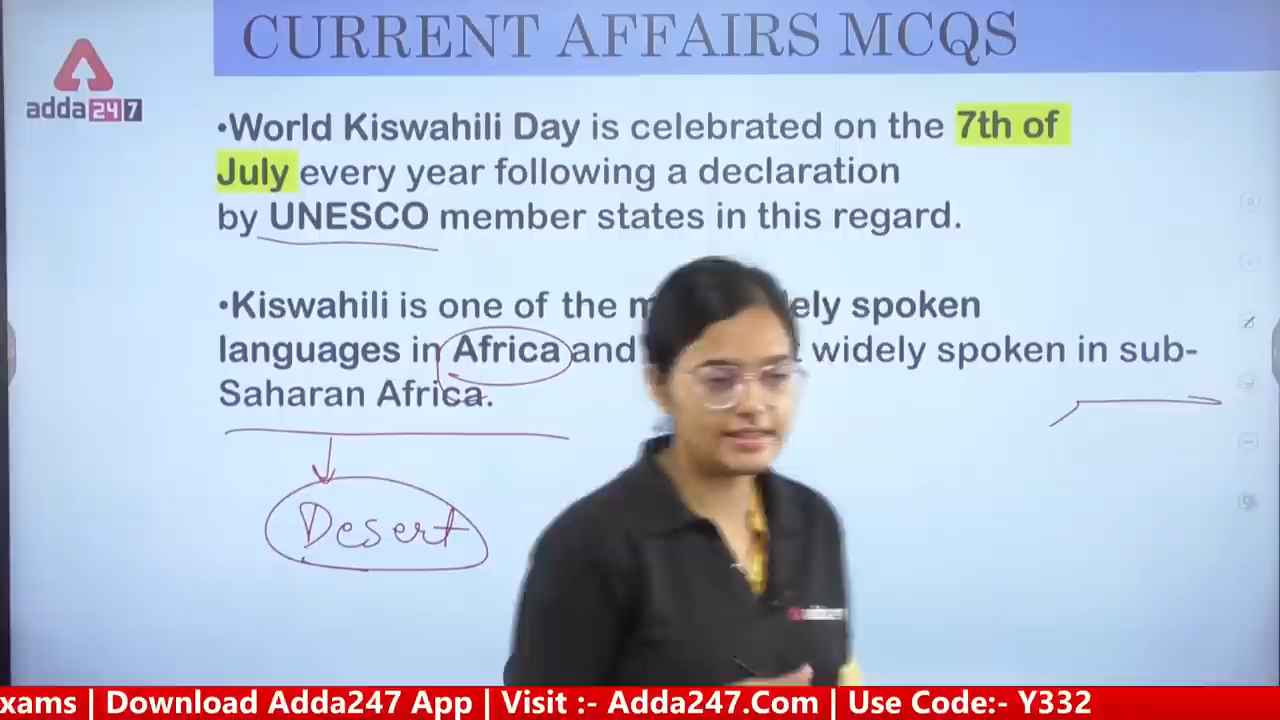 CURRENT AFFAIRS MCQS
adda247
•World Kiswahili Day is celebrated on the 7th of
July every year following a declaration
by UNESCO member states in this regard.
•Kiswahili is one of the spoken
languages in Africa and widely spoken in sub-
Saharan Africa.
Desert
xams | Download Adda247 App | Visit :- Adda247.Com | Use Code:- Y332